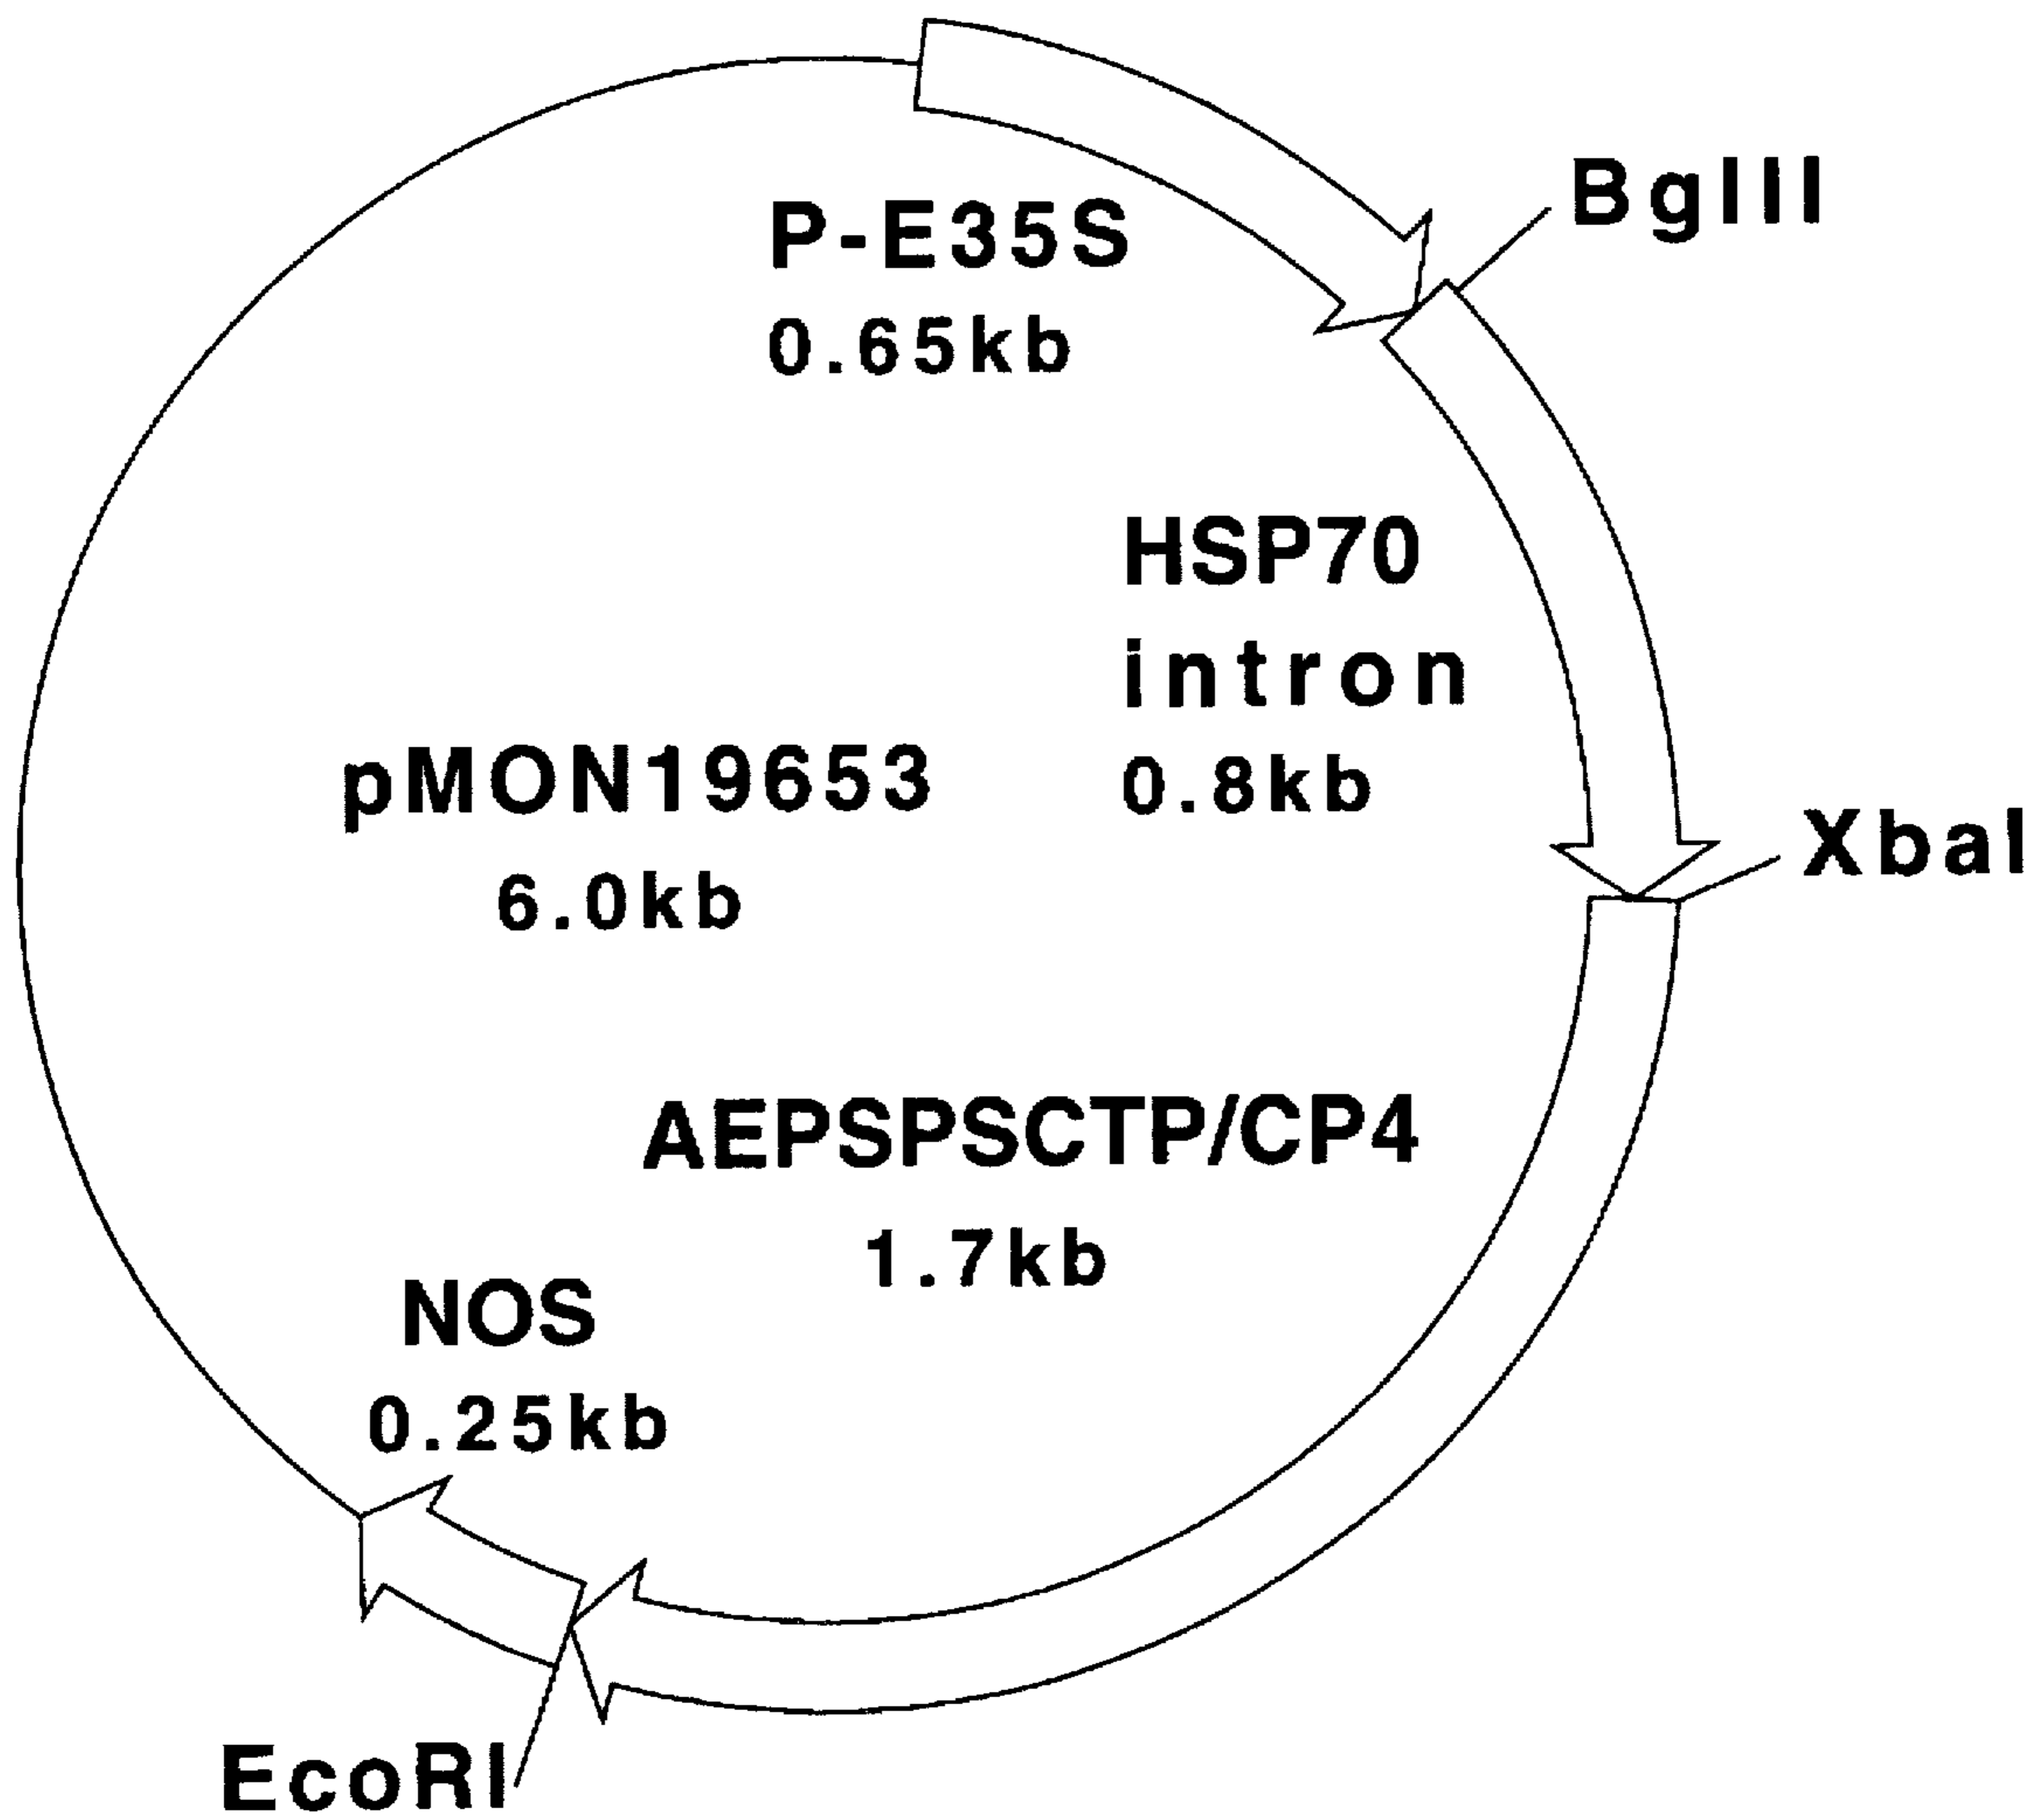 P-E35S
0.65kb
BglII
HSP70
intron
0.8kb
pMON19653
6.0kb
XbaI
AEPSPSCTP/CP4
1.7kb
NOS
0.25kb
EcoRI